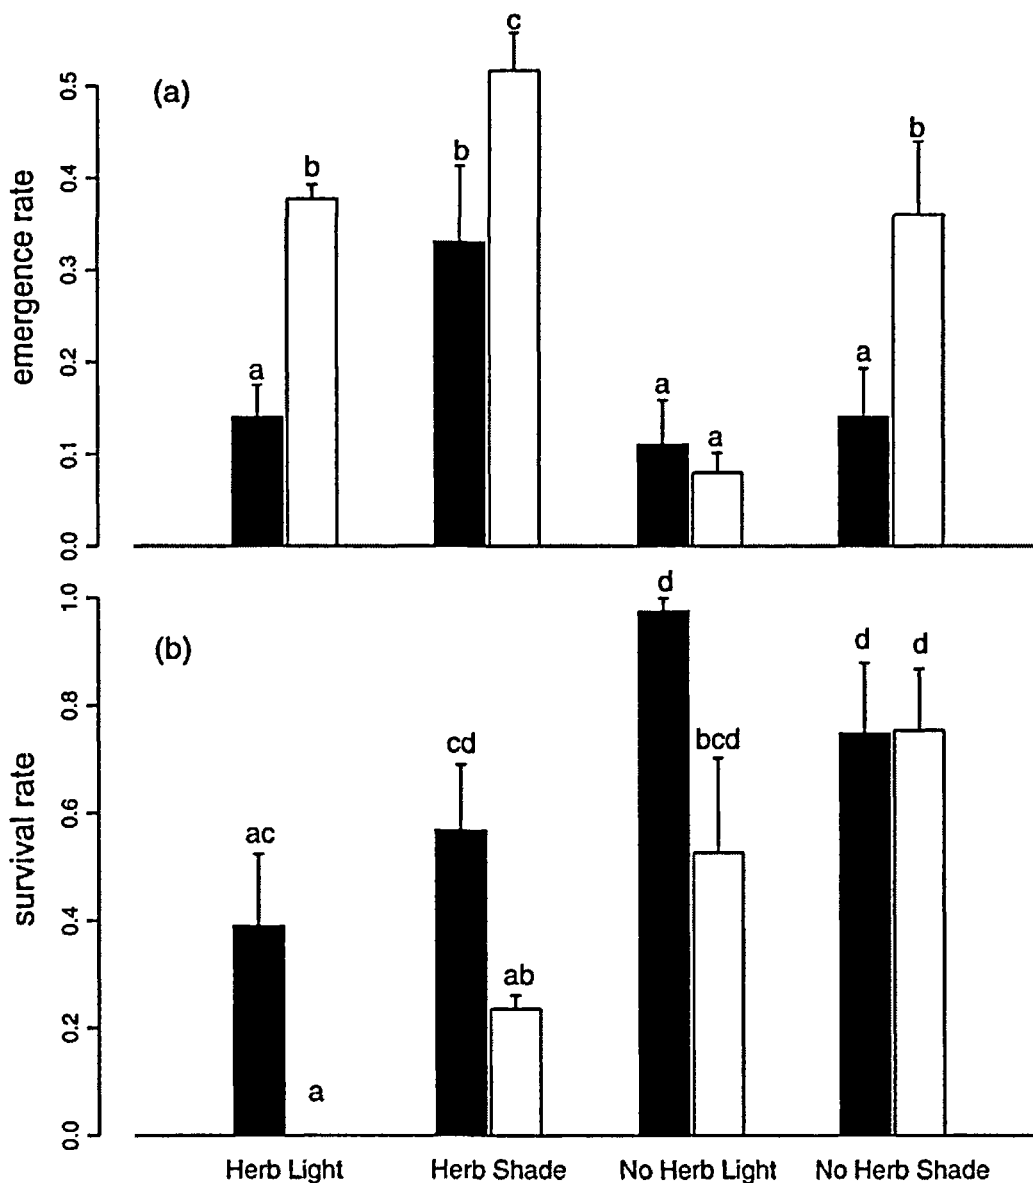 c
0.5
(a)
b
b
b
emergence rate
0.4
0.3
a
a
a
a
0.2
0.1
0.0
1.0
d
(b)
d
d
0.8
cd
bcd
survival rate
0.6
ac
0.4
ab
0.2
a
0.0
Herb Light Herb Shade No Herb Light No Herb Shade